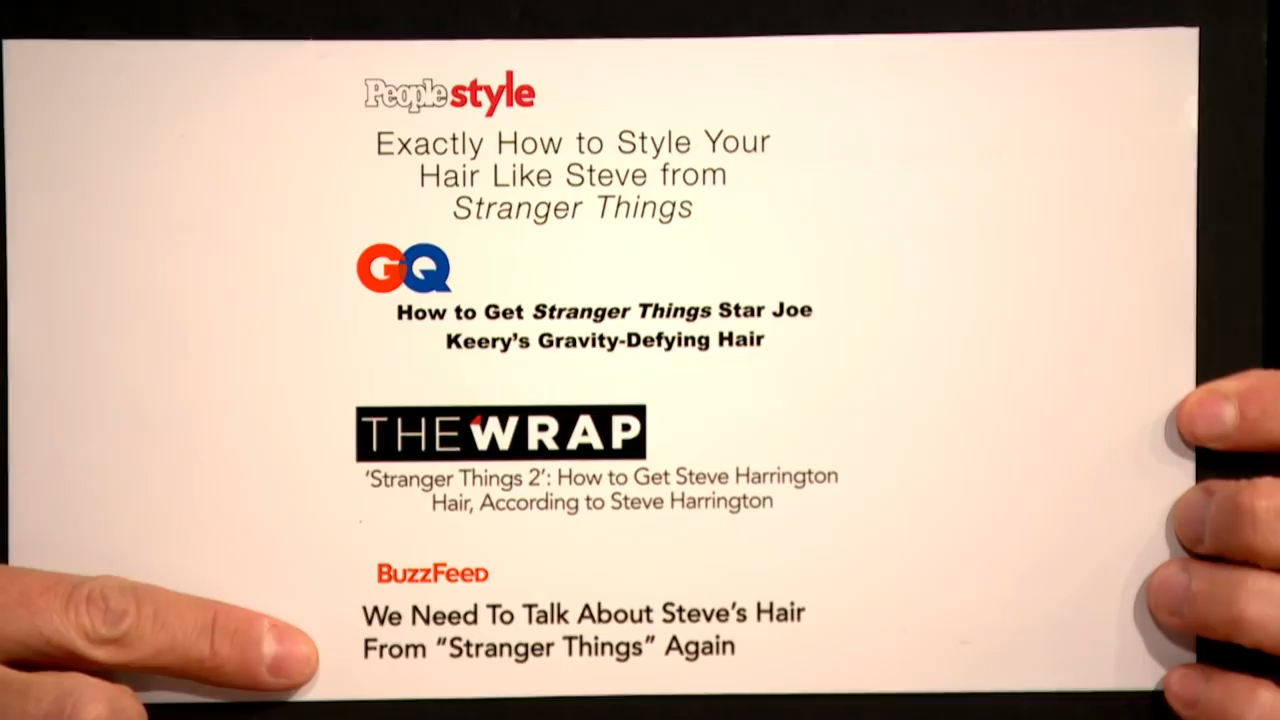 People style
Exactly How to Style Your
Hair Like Steve from
Stranger Things
GQ
How to Get Stranger Things Star Joe
Keery's Gravity-Defying Hair
THEWRAP
'Stranger Things 2': How to Get Steve Harrington
Hair, According to Steve Harrington
BUZZFEED
We Need To Talk About Steve's Hair
From "Stranger Things" Again